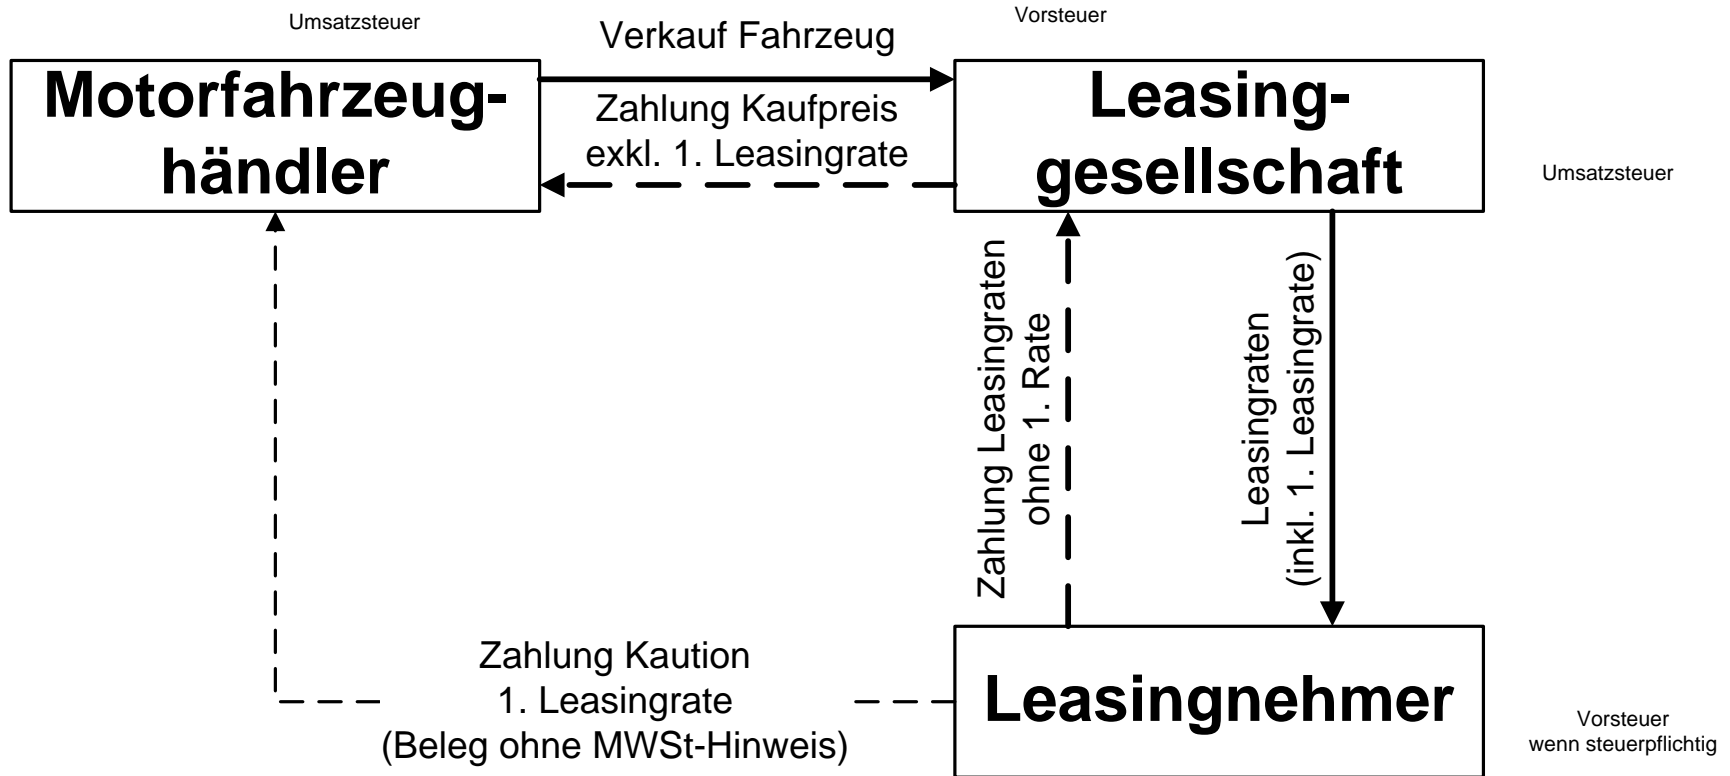 Umsatzsteuer
Vorsteuer
Verkauf Fahrzeug
Motorfahrzeug-
händler
Zahlung Kaufpreis
exkl. 1. Leasingrate
Leasing-
gesellschaft
Umsatzsteuer
Zahlung Leasingraten
ohne 1. Rate
Leasingraten
(inkl. 1. Leasingrate)
Zahlung Kaution
1. Leasingrate
(Beleg ohne MWSt-Hinweis)
Leasingnehmer
Vorsteuer
wenn steuerpflichtig